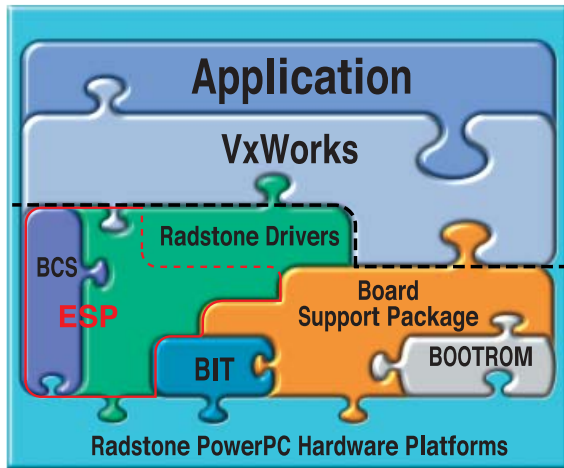 Application
VxWorks
Radstone Drivers
BCS
ESP
Board
Support Package
BIT
BOOTROM
Radstone PowerPC Hardware Platforms